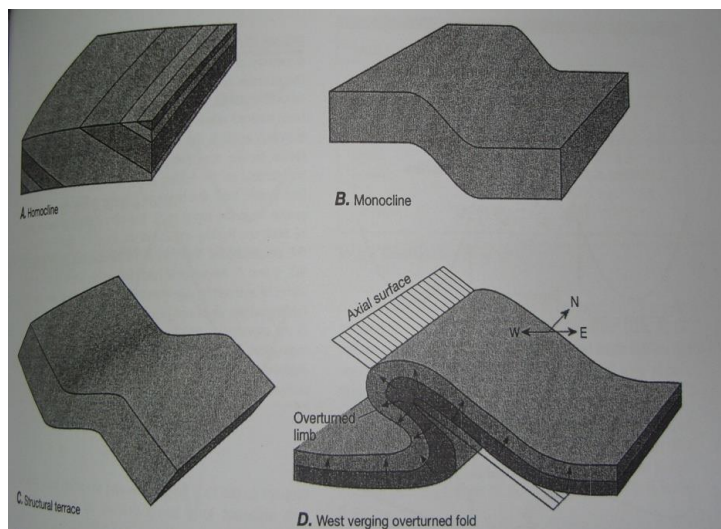 A. Homocline
B. Monocline
C. Structural terrace
Axial surface
N
W
E
Overturned
limb
D. West verging overturned fold